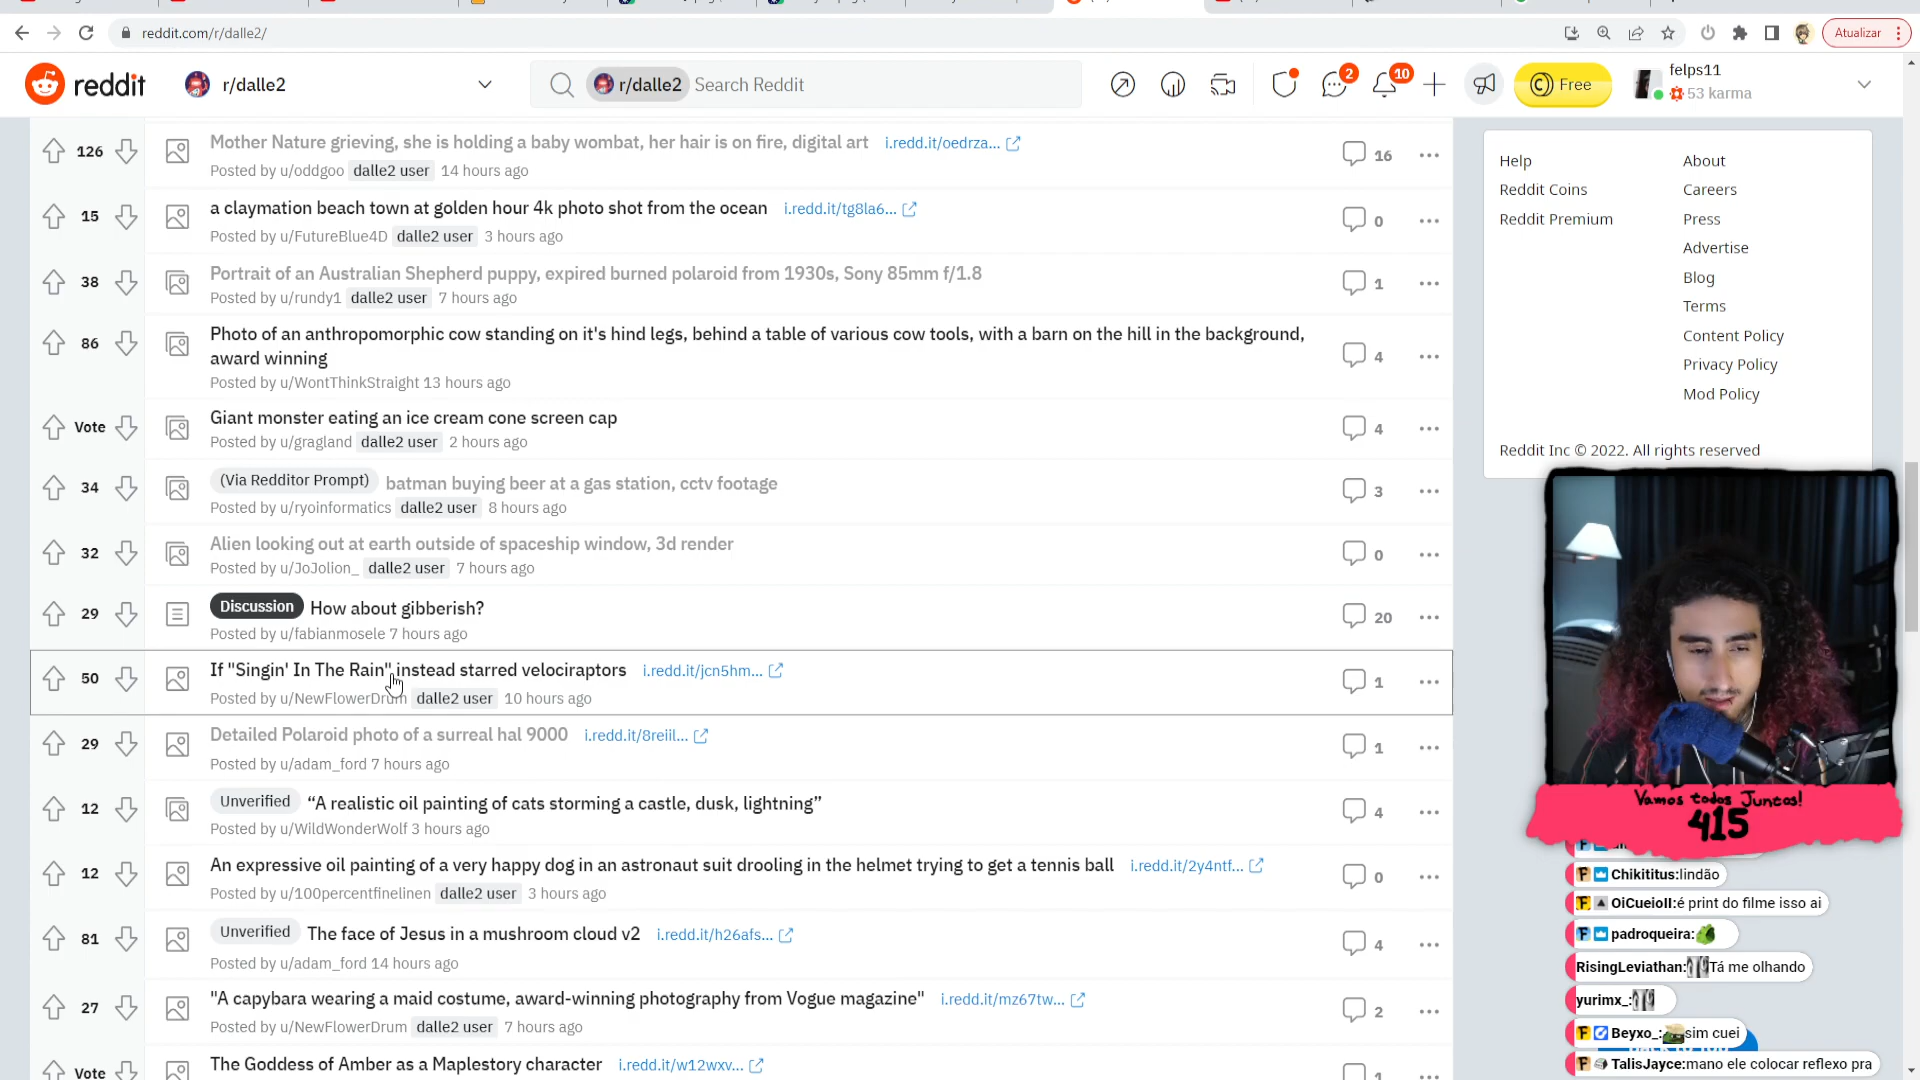 reddit.com/r/dalle2/
Atualizar
reddit
r/dalle2
r/dalle2 Search Reddit
2
10
Free
felps11
53 karma
126
Mother Nature grieving, she is holding a baby wombat, her hair is on fire, digital art i.redd.it/oedrza...
Posted by u/oddgoo dalle2 user 14 hours ago
16
15
a claymation beach town at golden hour 4k photo shot from the ocean i.redd.it/tg8la6...
Posted by u/FutureBlue4D dalle2 user 3 hours ago
0
38
Portrait of an Australian Shepherd puppy, expired burned polaroid from 1930s, Sony 85mm f/1.8
Posted by u/rundy1 dalle2 user 7 hours ago
1
86
Photo of an anthropomorphic cow standing on it's hind legs, behind a table of various cow tools, with a barn on the hill in the background,
award winning
Posted by u/WontThinkStraight 13 hours ago
4
Vote
Giant monster eating an ice cream cone screen cap
Posted by u/gragland dalle2 user 2 hours ago
4
34
(Via Redditor Prompt) batman buying beer at a gas station, cctv footage
Posted by u/ryoinformatics dalle2 user 8 hours ago
3
32
Alien looking out at earth outside of spaceship window, 3d render
Posted by u/JoJolion_ dalle2 user 7 hours ago
0
29
Discussion How about gibberish?
Posted by u/fabianmosele 7 hours ago
20
50
If "Singin' In The Rain" instead starred velociraptors i.redd.it/jcn5hm...
Posted by u/NewFlowerDrum dalle2 user 10 hours ago
1
29
Detailed Polaroid photo of a surreal hal 9000 i.redd.it/8reiil...
Posted by u/adam_ford 7 hours ago
1
12
Unverified “A realistic oil painting of cats storming a castle, dusk, lightning”
Posted by u/WildWonderWolf 3 hours ago
4
12
An expressive oil painting of a very happy dog in an astronaut suit drooling in the helmet trying to get a tennis ball i.redd.it/2y4ntf...
Posted by u/100percentfinelinen dalle2 user 3 hours ago
0
81
Unverified The face of Jesus in a mushroom cloud v2 i.redd.it/h26afs...
Posted by u/adam_ford 14 hours ago
4
27
"A capybara wearing a maid costume, award-winning photography from Vogue magazine" i.redd.it/mz67tw...
Posted by u/NewFlowerDrum dalle2 user 7 hours ago
2
Vote
The Goddess of Amber as a Maplestory character i.redd.it/w12wxv...
1
Help
About
Reddit Coins
Careers
Reddit Premium
Press
Advertise
Blog
Terms
Content Policy
Privacy Policy
Mod Policy
Reddit Inc © 2022. All rights reserved
Vamos todos Juntos!
415
Chikititus:lindão
OiCueioII:é print do filme isso ai
padroqueira:
RisingLeviathan: Tá me olhando
yurimx_:
Beyxo_: sim cuei
TalisJayce:mano ele colocar reflexo pra